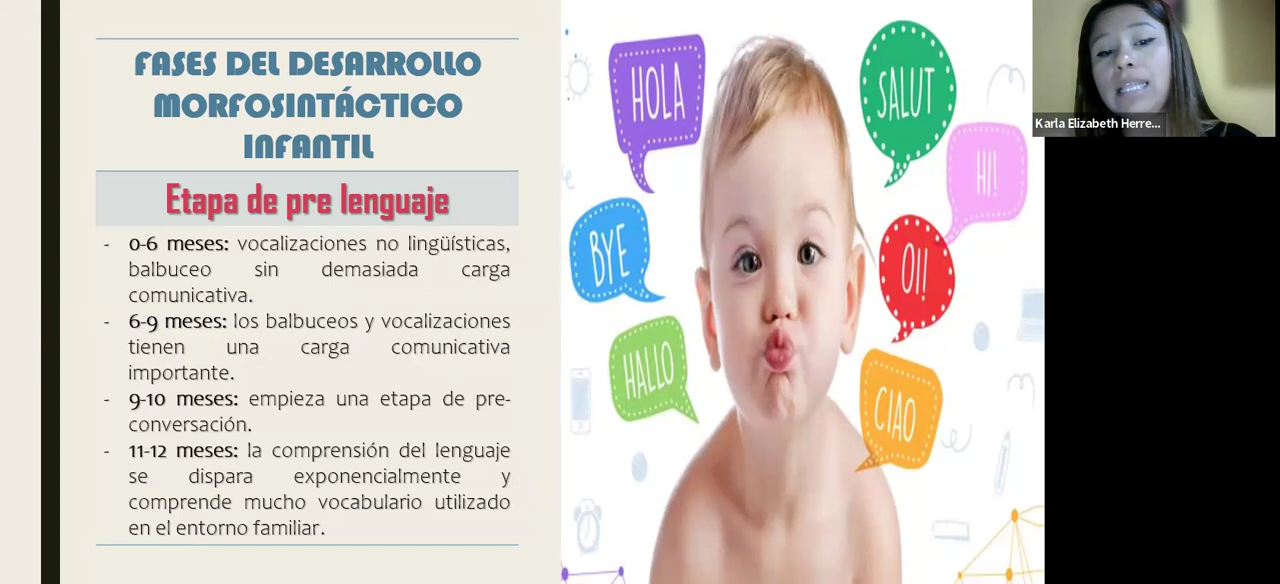 FASES DEL DESARROLLO
MORFOSINTÁCTICO
INFANTIL
Etapa de pre lenguaje
- 0-6 meses: vocalizaciones no lingüísticas,
balbuceo sin demasiada carga
comunicativa.
- 6-9 meses: los balbuceos y vocalizaciones
tienen una carga comunicativa
importante.
- 9-10 meses: empieza una etapa de pre-
conversación.
- 11-12 meses: la comprensión del lenguaje
se dispara exponencialmente y
comprende mucho vocabulario utilizado
en el entorno familiar.
HOLA
SALUT
HI!
BYE
OI!
HALLO
CIAO
Karla Elizabeth Herre...